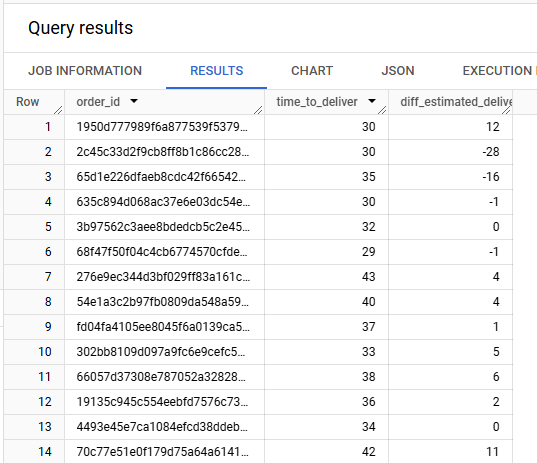 Query results
JOB INFORMATION RESULTS CHART JSON EXECUTION
Row order_id time_to_deliver diff_estimated_delive
1 1950d777989f6a877539f5379... 30 12
2 2c45c33d2f9cb8ff8b1c86cc28... 30 -28
3 65d1e226dfaeb8cdc42f66542... 35 -16
4 635c894d068ac37e6e03dc54e... 30 -1
5 3b97562c3aee8bdedcb5c2e45... 32 0
6 68f47f50f04c4cb6774570cfde... 29 -1
7 276e9ec344d3bf029ff83a161c... 43 4
8 54e1a3c2b97fb0809da548a59... 40 4
9 fd04fa4105ee8045f6a0139ca5... 37 1
10 302bb8109d097a9fc6e9cefc5... 33 5
11 66057d37308e787052a32828... 38 6
12 19135c945c554eebfd7576c73... 36 2
13 4493e45e7ca1084efcd38ddeb... 34 0
14 70c77e51e0f179d75a64a6141... 42 11